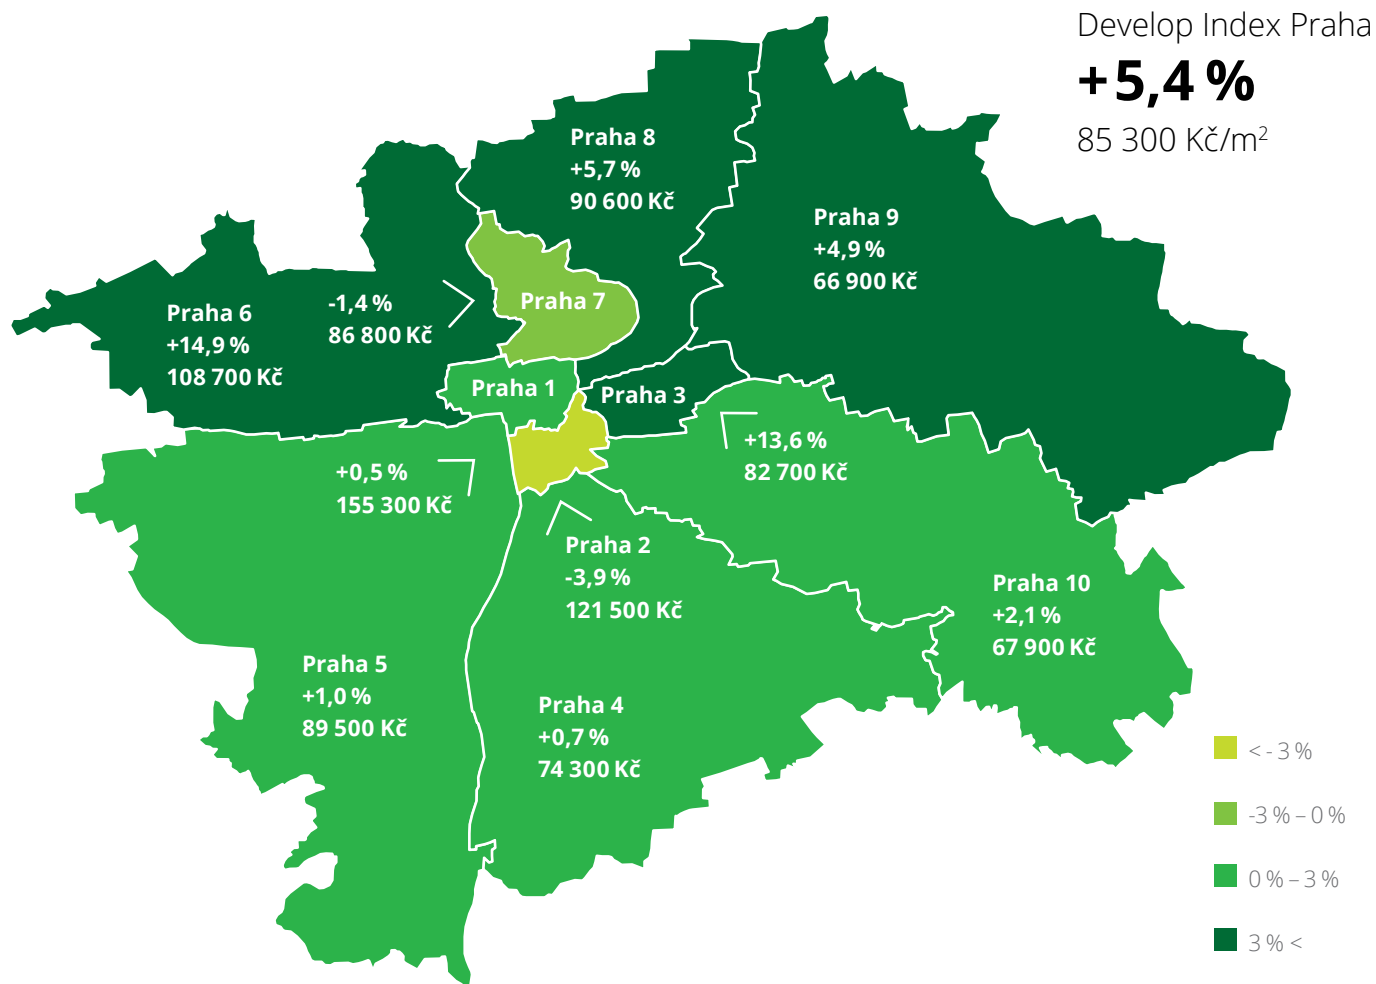 Develop Index Praha
+5,4 %
85 300 Kč/m²
Praha 8
+5,7 %
90 600 Kč
Praha 9
+4,9 %
66 900 Kč
Praha 6
+14,9 %
108 700 Kč
-1,4 %
86 800 Kč
Praha 7
Praha 1
Praha 3
+13,6 %
82 700 Kč
+0,5 %
155 300 Kč
Praha 2
-3,9 %
121 500 Kč
Praha 10
+2,1 %
67 900 Kč
Praha 5
+1,0 %
89 500 Kč
Praha 4
+0,7 %
74 300 Kč
< - 3 %
-3 % – 0 %
0 % – 3 %
3 % <